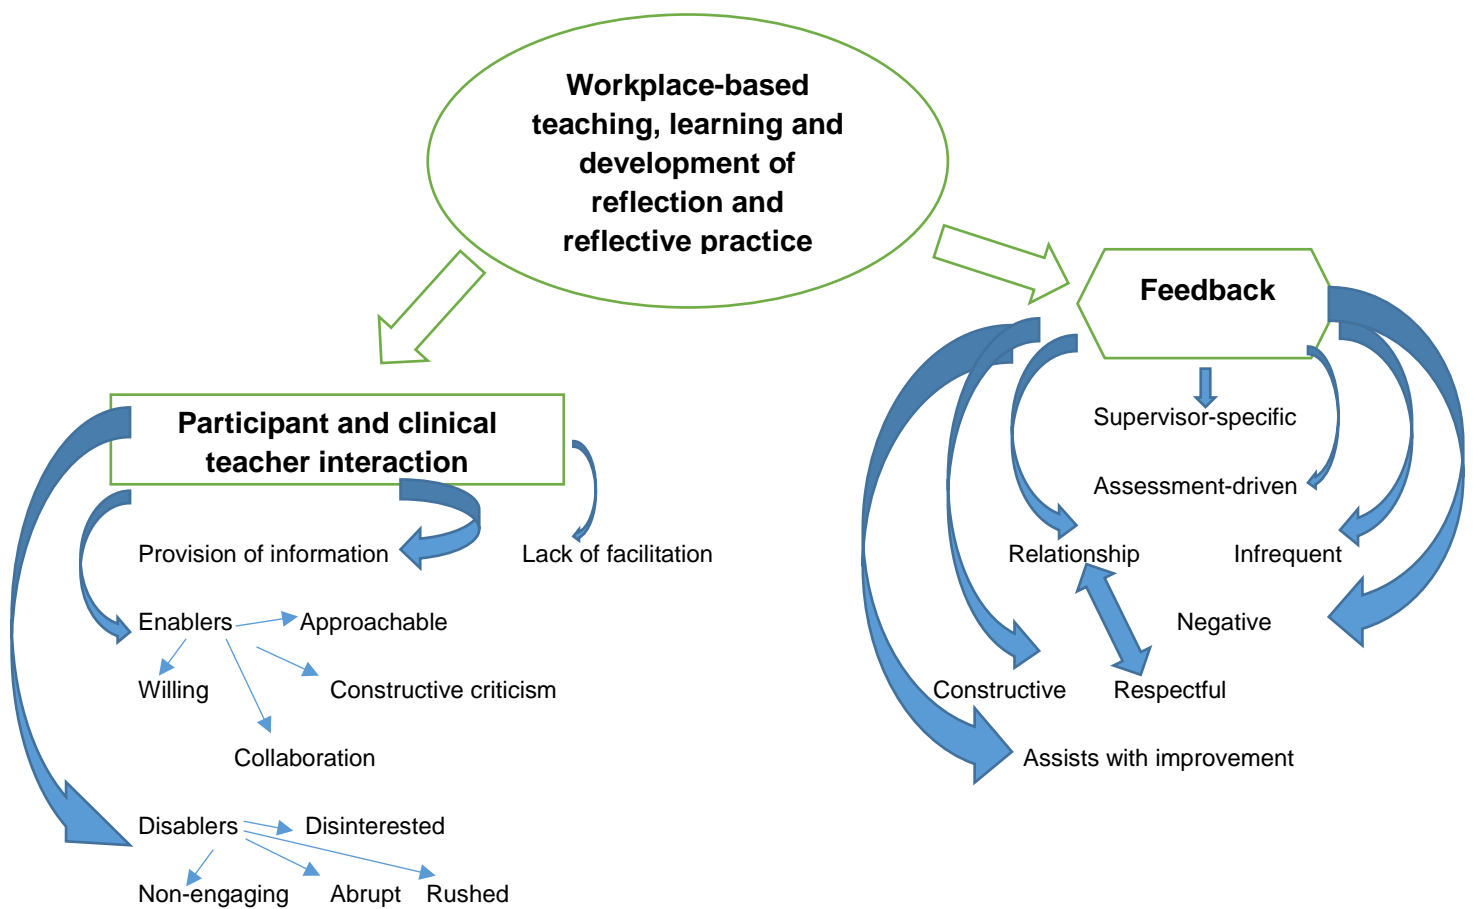 Workplace-based
teaching, learning and
development of
reflection and
reflective practice
Feedback
Participant and clinical
teacher interaction
Provision of information
Lack of facilitation
Enablers
Approachable
Willing
Constructive criticism
Collaboration
Disablers
Disinterested
Non-engaging
Abrupt
Rushed
Supervisor-specific
Assessment-driven
Relationship
Infrequent
Negative
Constructive
Respectful
Assists with improvement